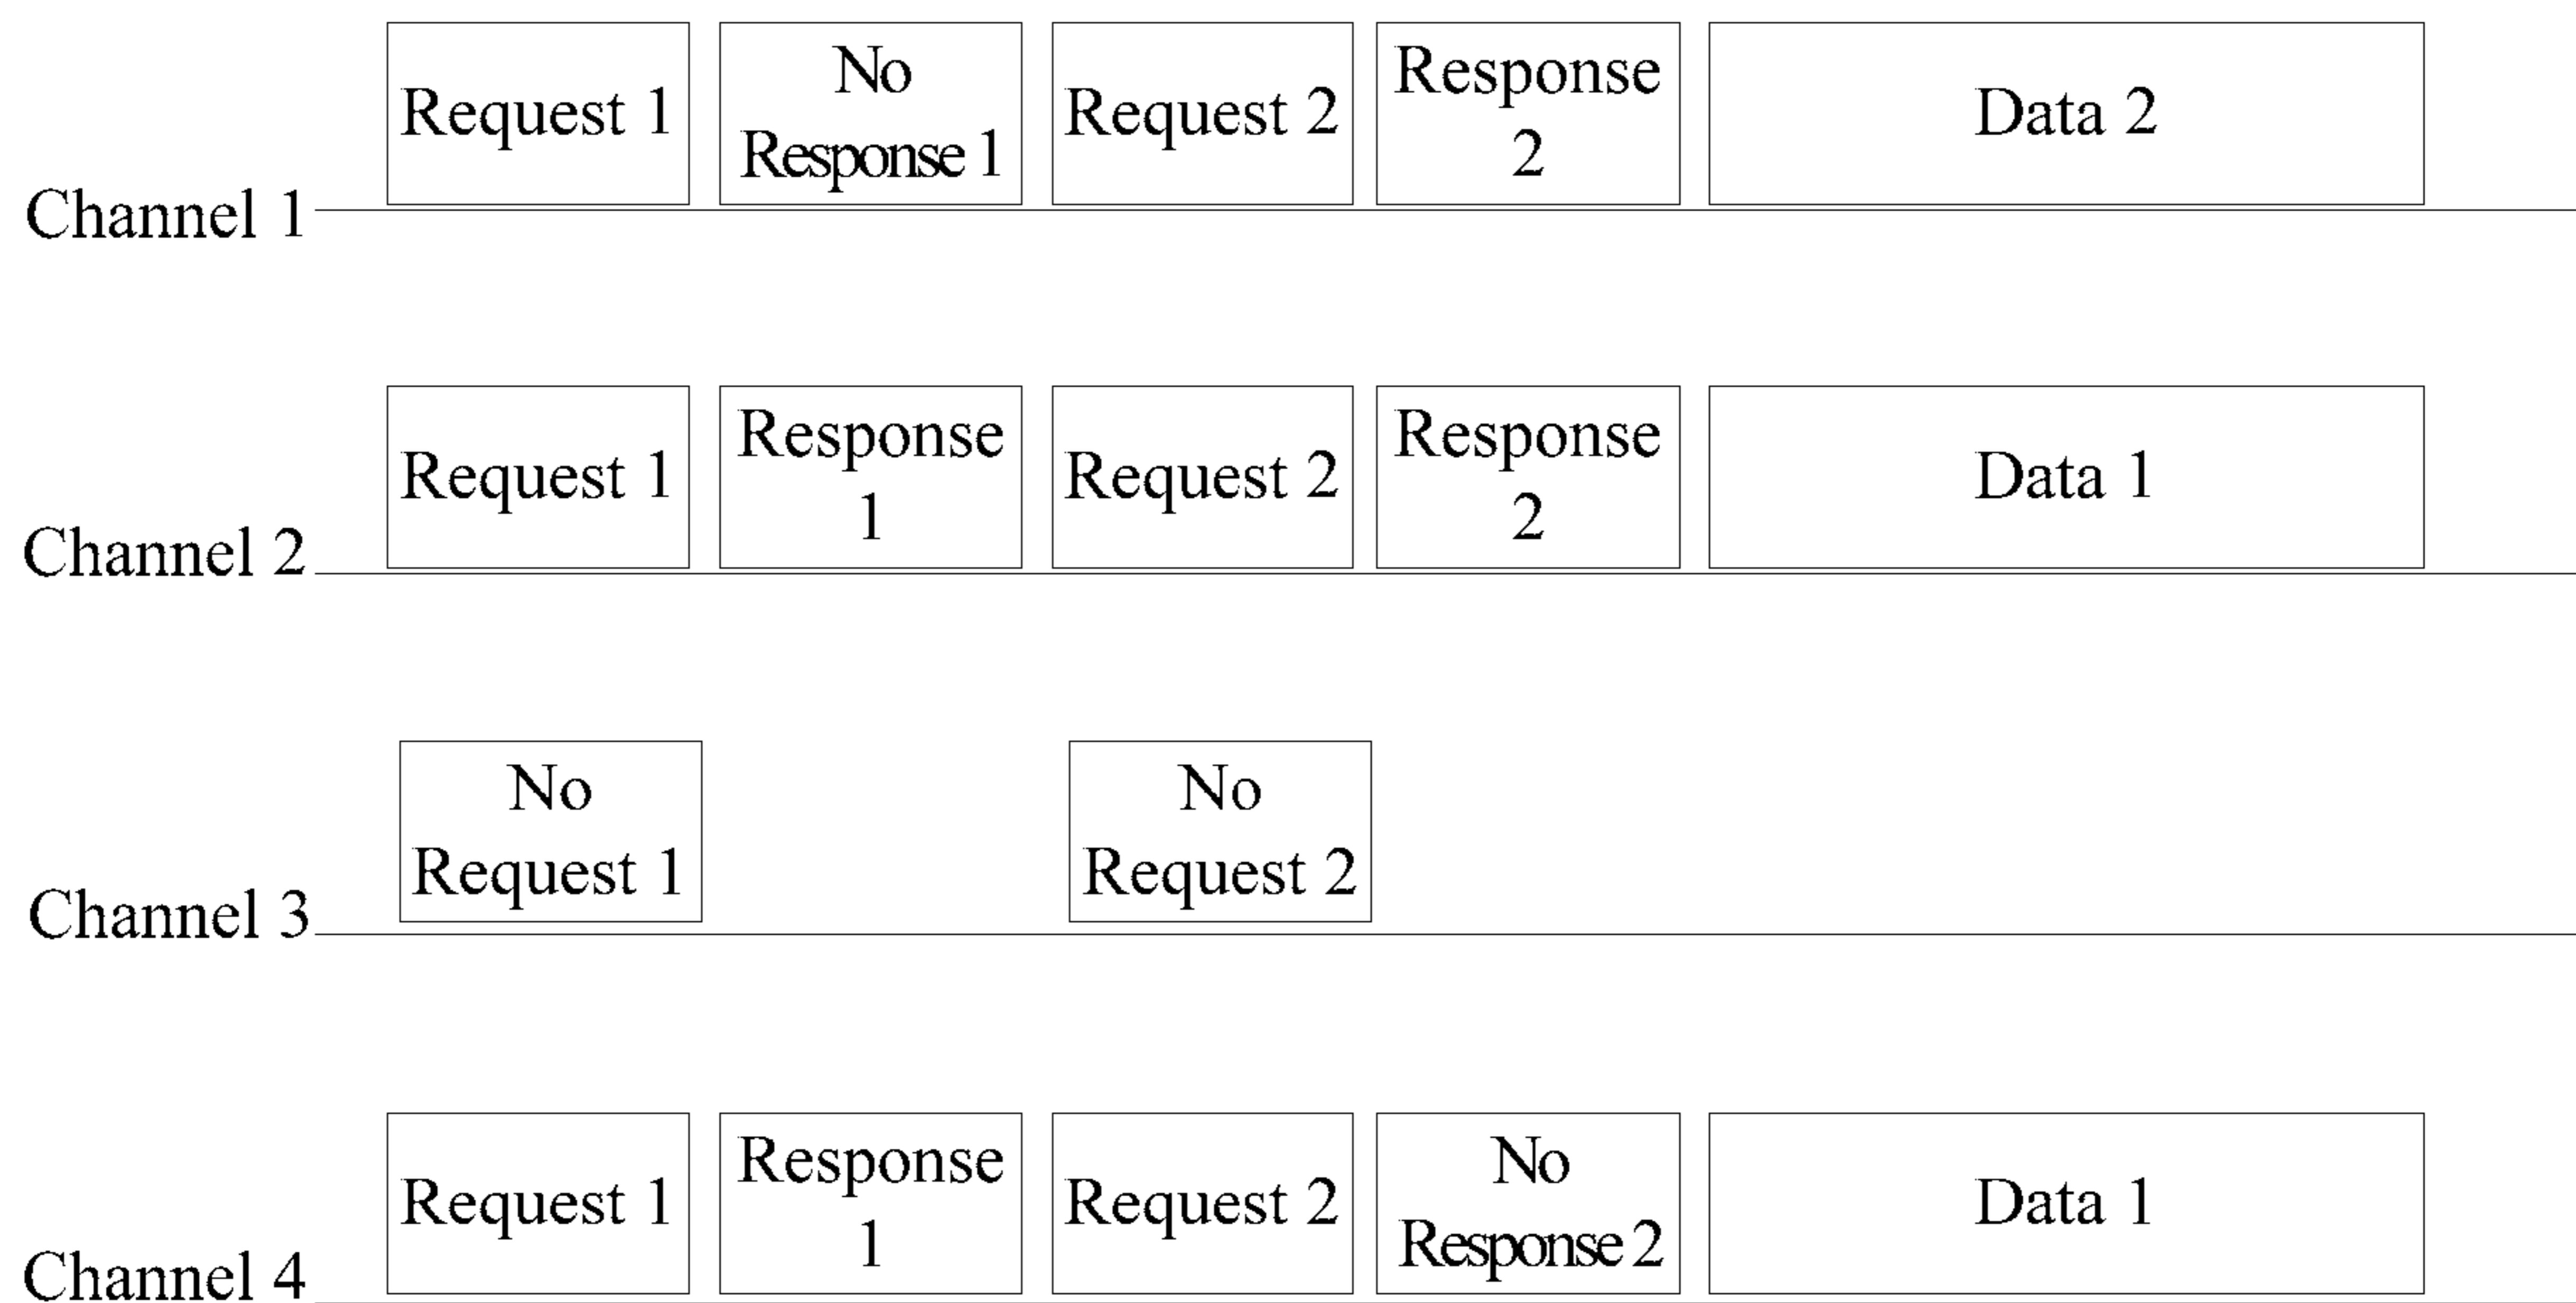 Channel 1
Request 1
No
Response 1
Request 2
Response
2
Data 2
Channel 2
Request 1
Response
1
Request 2
Response
2
Data 1
Channel 3
No
Request 1
No
Request 2
Channel 4
Request 1
Response
1
Request 2
No
Response 2
Data 1